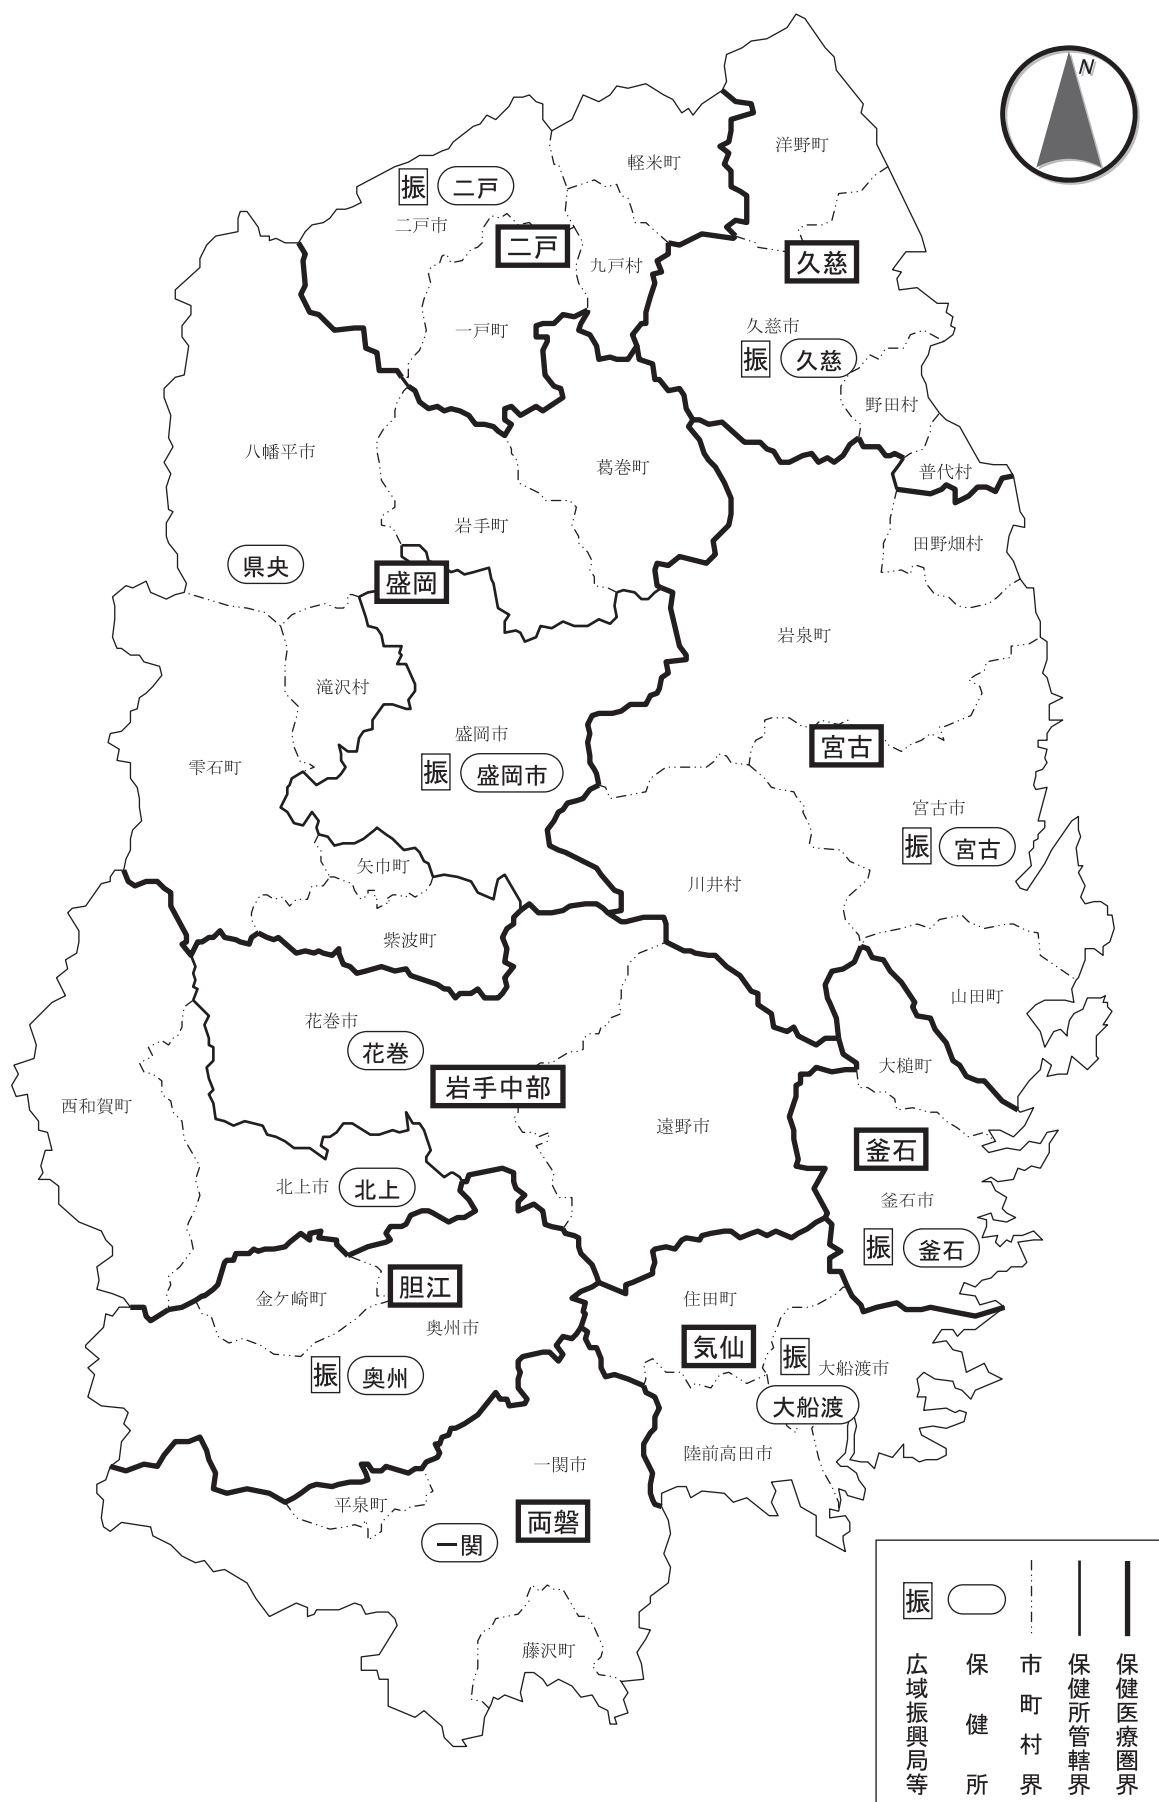 N
洋野町
軽米町
振 二戸
二戸市
二戸
九戸村
久慈
一戸町
久慈市
振 久慈
野田村
普代村
八幡平市
葛巻町
岩手町
田野畑村
県央
盛岡
岩泉町
滝沢村
盛岡市
振 盛岡市
雫石町
宮古
宮古市
振 宮古
矢巾町
川井村
紫波町
山田町
花巻市
花巻
大槌町
岩手中部
西和賀町
遠野市
釜石
北上市 北上
釜石市
振 釜石
金ケ崎町
胆江
奥州市
振 奥州
住田町
気仙
振
大船渡市
大船渡
陸前高田市
一関市
平泉町
両磐
一関
藤沢町
振
保健医療圏界
保健所管轄界
市町村界
保健所
広域振興局等